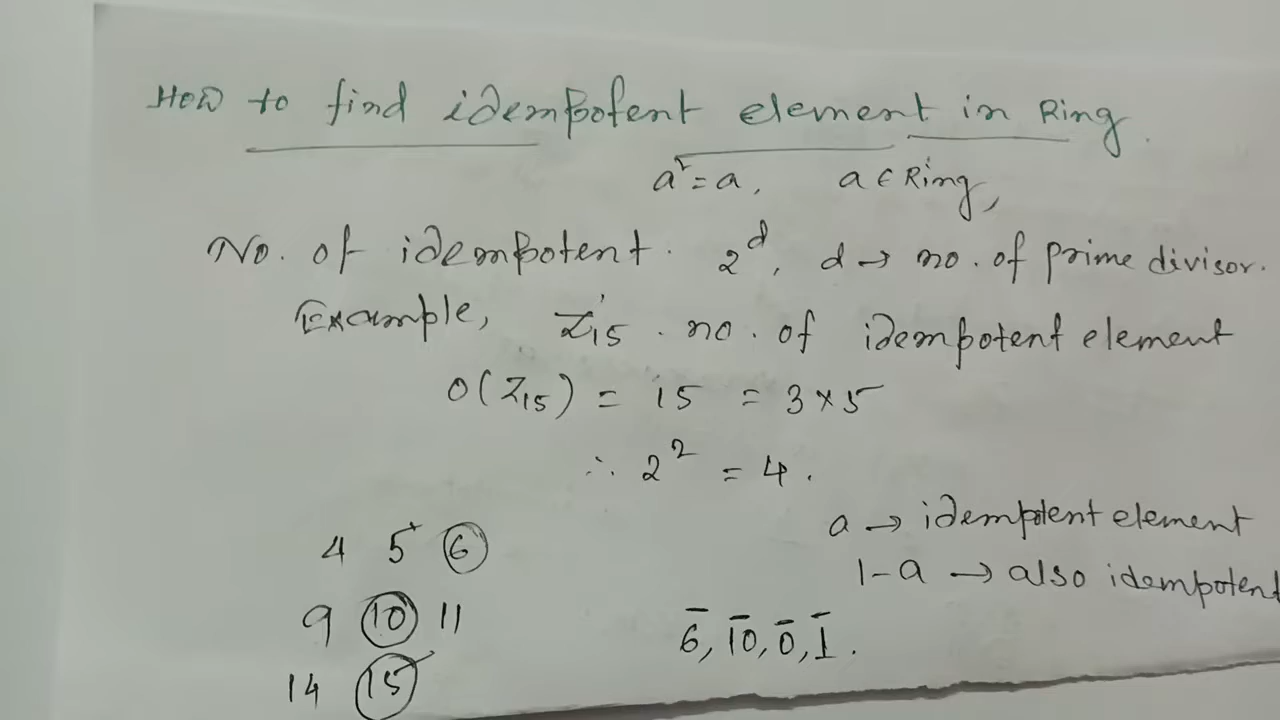 How to find idempotent element in Ring.
a² = a, a ∈ Ring,
No. of idempotent. 2^d, d → no. of prime divisor.
Example, Z₁₅ . no. of idempotent element
O(Z₁₅) = 15 = 3 × 5
∴ 2² = 4.
a → idempotent element
1-a → also idempotent
4 5 6
9 10 11
14 15
6̅, 1̅0̅, 0̅, 1̅.